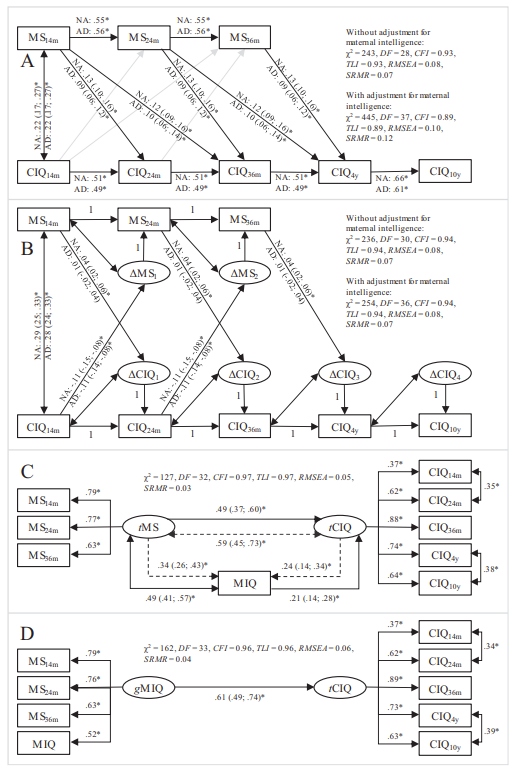 A
NA: .55*
AD: .56*
NA: .55*
AD: .56*
MS14m
MS24m
MS36m
NA: .22 (.17; .27)*
AD: .22 (.17; .27)*
NA: .13 (.10; .16)*
AD: .09 (.06; .12)*
NA: .12 (.09; .16)*
AD: .10 (.06; .14)*
NA: .13 (.10; .16)*
AD: .09 (.06; .12)*
NA: .12 (.09; .16)*
AD: .10 (.06; .14)*
NA: .13 (.10; .16)*
AD: .09 (.06; .12)*
CIQ14m
NA: .51*
AD: .49*
CIQ24m
NA: .51*
AD: .49*
CIQ36m
NA: .51*
AD: .49*
CIQ4y
NA: .66*
AD: .61*
CIQ10y
Without adjustment for
maternal intelligence:
χ² = 243, DF = 28, CFI = 0.93,
TLI = 0.93, RMSEA = 0.08,
SRMR = 0.07
With adjustment for maternal
intelligence:
χ² = 445, DF = 37, CFI = 0.89,
TLI = 0.89, RMSEA = 0.10,
SRMR = 0.12
B
MS14m
1
MS24m
1
MS36m
1
1
ΔMS1
ΔMS2
NA: .29 (.25; .33)*
AD: .28 (.24; .33)*
NA: .04 (.02; .06)*
AD: .01 (-.02; .04)
NA: .04 (.02; .06)*
AD: .01 (-.02; .04)
NA: .04 (.02; .06)*
AD: .01 (-.02; .04)
NA: -.11 (-.15; -.08)*
AD: -.11 (-.14; -.08)*
NA: -.11 (-.15; -.08)*
AD: -.11 (-.14; -.08)*
ΔCIQ1
ΔCIQ2
ΔCIQ3
ΔCIQ4
1
1
1
1
CIQ14m
1
CIQ24m
1
CIQ36m
1
CIQ4y
1
CIQ10y
Without adjustment for
maternal intelligence:
χ² = 236, DF = 30, CFI = 0.94,
TLI = 0.94, RMSEA = 0.08,
SRMR = 0.07
With adjustment for maternal
intelligence:
χ² = 254, DF = 36, CFI = 0.94,
TLI = 0.94, RMSEA = 0.08,
SRMR = 0.07
C
χ² = 127, DF = 32, CFI = 0.97, TLI = 0.97, RMSEA = 0.05,
SRMR = 0.03
MS14m
MS24m
MS36m
.79*
.77*
.63*
tMS
.49 (.37; .60)*
.59 (.45; .73)*
tCIQ
.34 (.26; .43)*
.24 (.14; .34)*
MIQ
.49 (.41; .57)*
.21 (.14; .28)*
.37*
.62*
.88*
.74*
.64*
CIQ14m
CIQ24m
CIQ36m
CIQ4y
CIQ10y
.35*
.38*
D
χ² = 162, DF = 33, CFI = 0.96, TLI = 0.96, RMSEA = 0.06,
SRMR = 0.04
MS14m
MS24m
MS36m
MIQ
.79*
.76*
.63*
.52*
gMIQ
.61 (.49; .74)*
tCIQ
.37*
.62*
.89*
.73*
.63*
CIQ14m
CIQ24m
CIQ36m
CIQ4y
CIQ10y
.34*
.39*